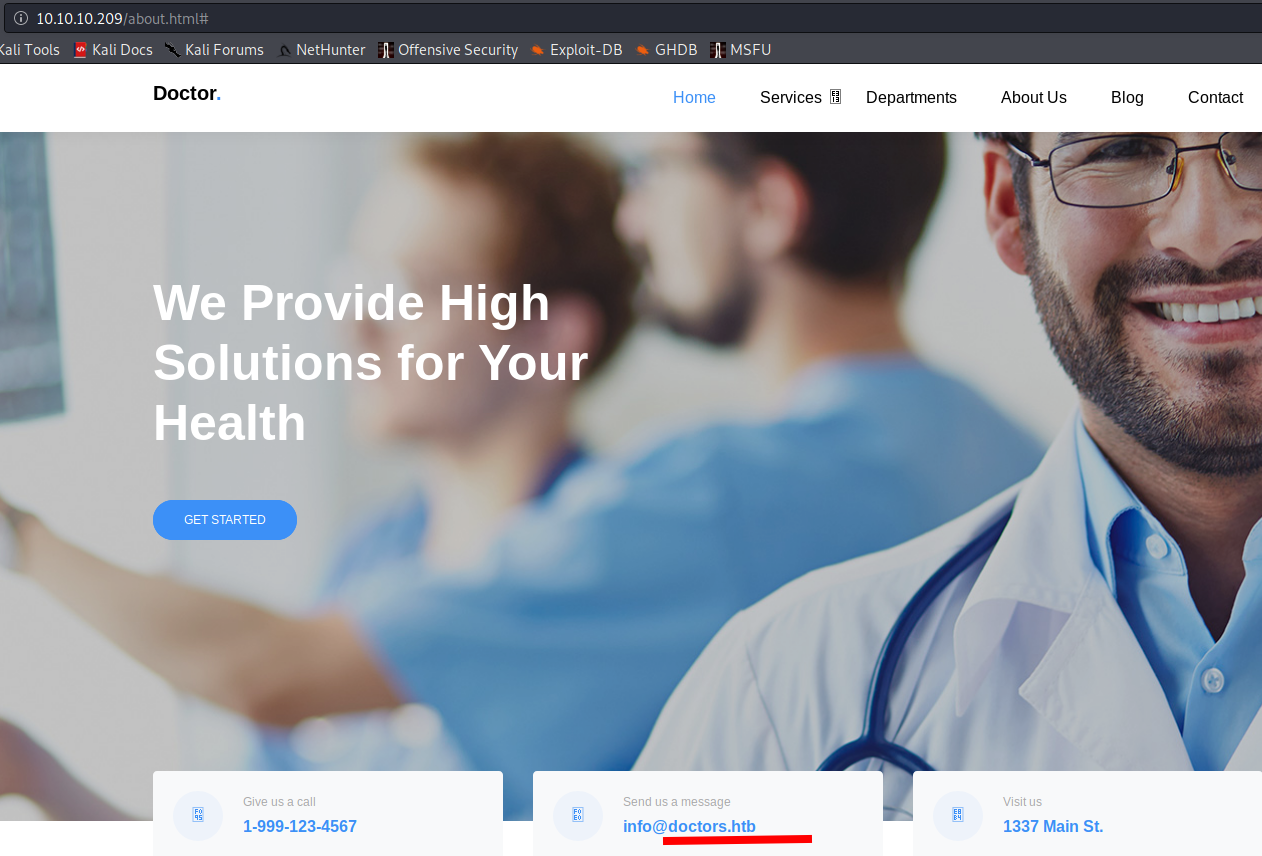 10.10.10.209/about.html#
Kali Tools Kali Docs Kali Forums NetHunter Offensive Security Exploit-DB GHDB MSFU
Doctor.
Home Services Departments About Us Blog Contact
We Provide High
Solutions for Your
Health
GET STARTED
Give us a call
1-999-123-4567
Send us a message
info@doctors.htb
Visit us
1337 Main St.